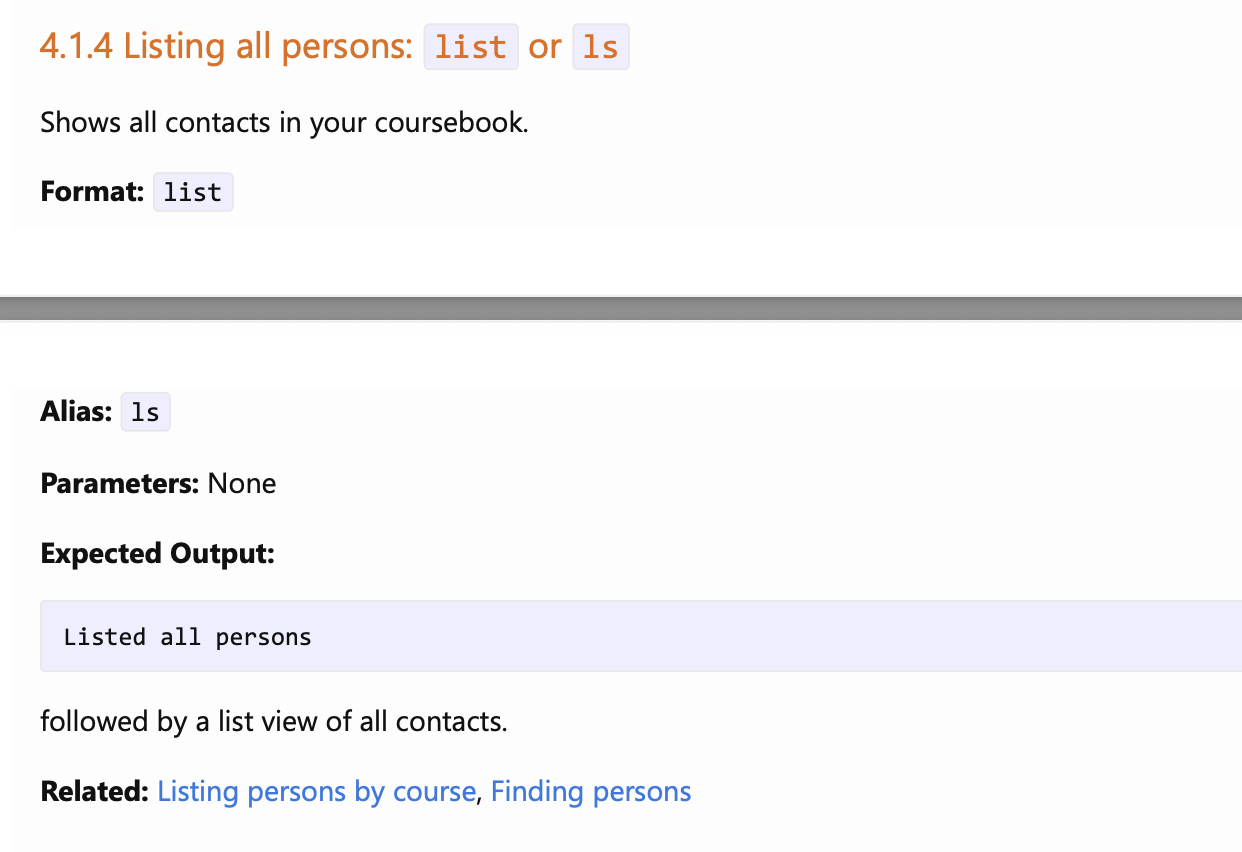 4.1.4 Listing all persons: list or ls
Shows all contacts in your coursebook.
Format: list
Alias: ls
Parameters: None
Expected Output:
Listed all persons
followed by a list view of all contacts.
Related: Listing persons by course, Finding persons